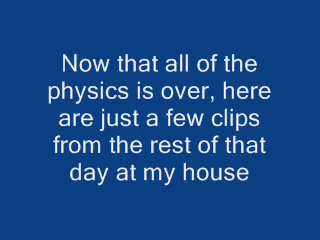 Now that all of the
physics is over, here
are just a few clips
from the rest of that
day at my house